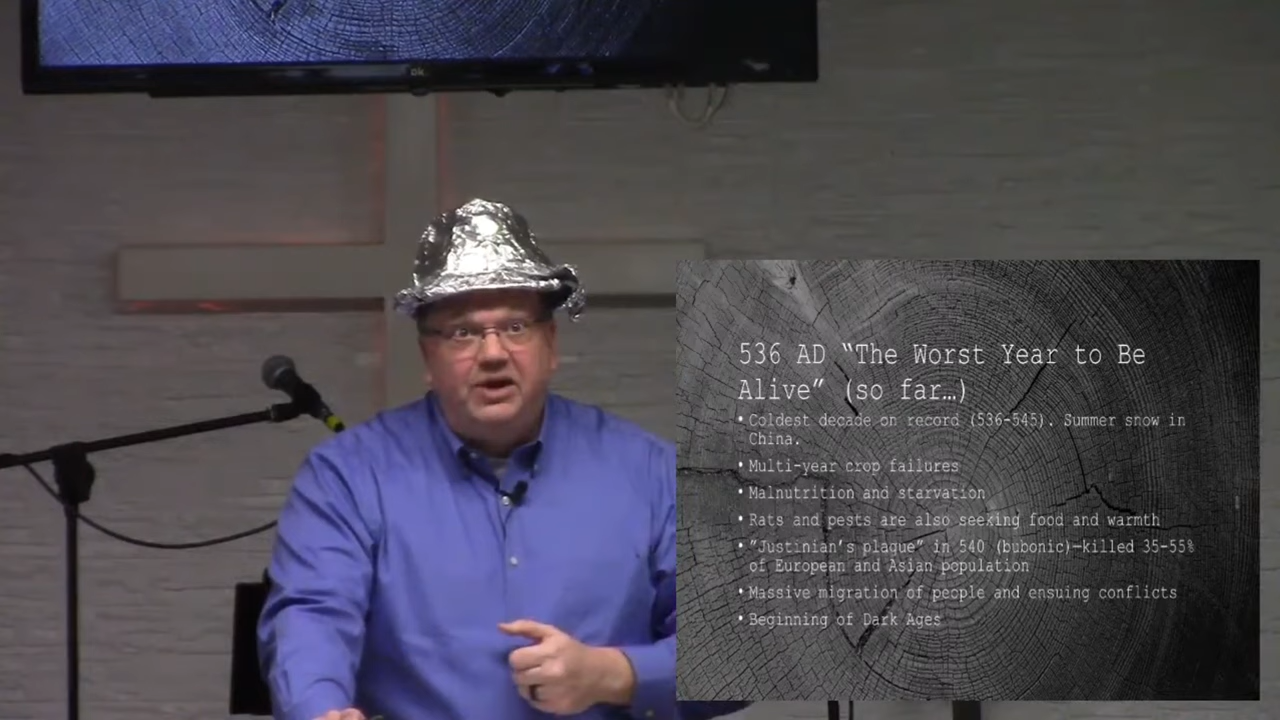 ok
536 AD “The Worst Year to Be
Alive” (so far…)
• Coldest decade on record (536-545). Summer snow in
China.
• Multi-year crop failures
• Malnutrition and starvation
• Rats and pests are also seeking food and warmth
• ”Justinian’s plague” in 540 (bubonic)—killed 35-55%
of European and Asian population
• Massive migration of people and ensuing conflicts
• Beginning of Dark Ages